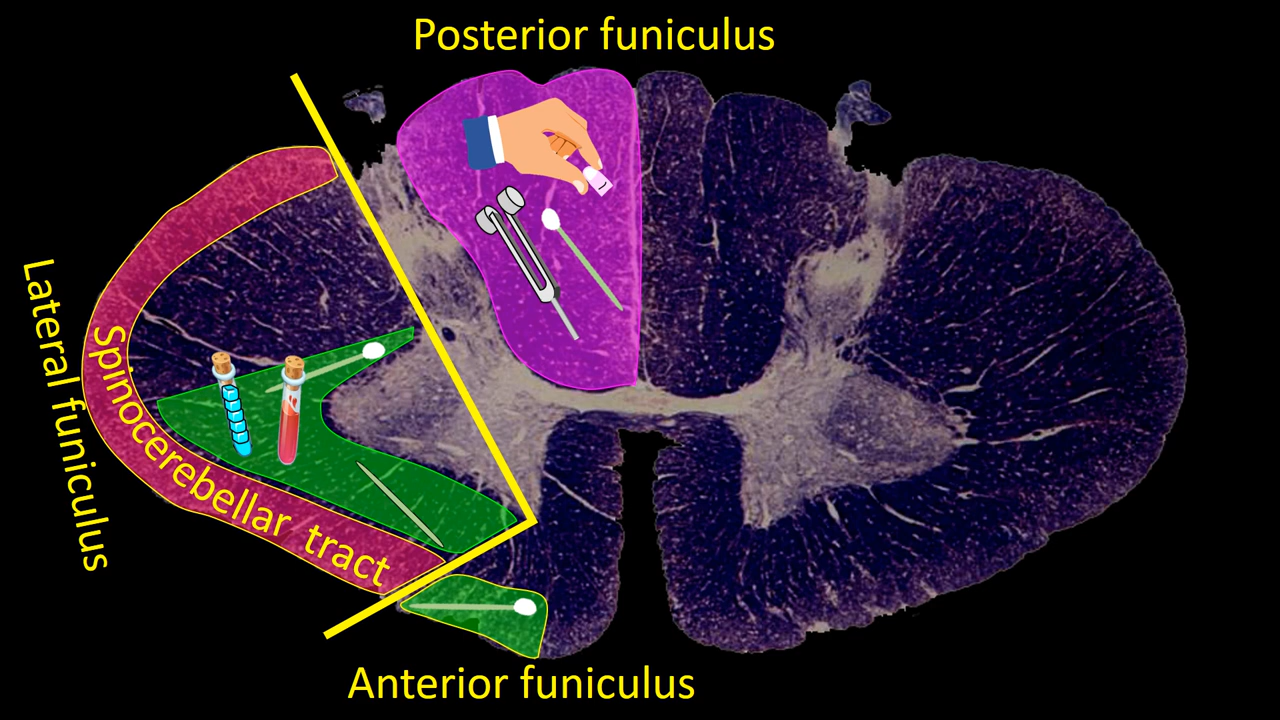 Posterior funiculus
Lateral funiculus
Spinocerebellar tract
Anterior funiculus